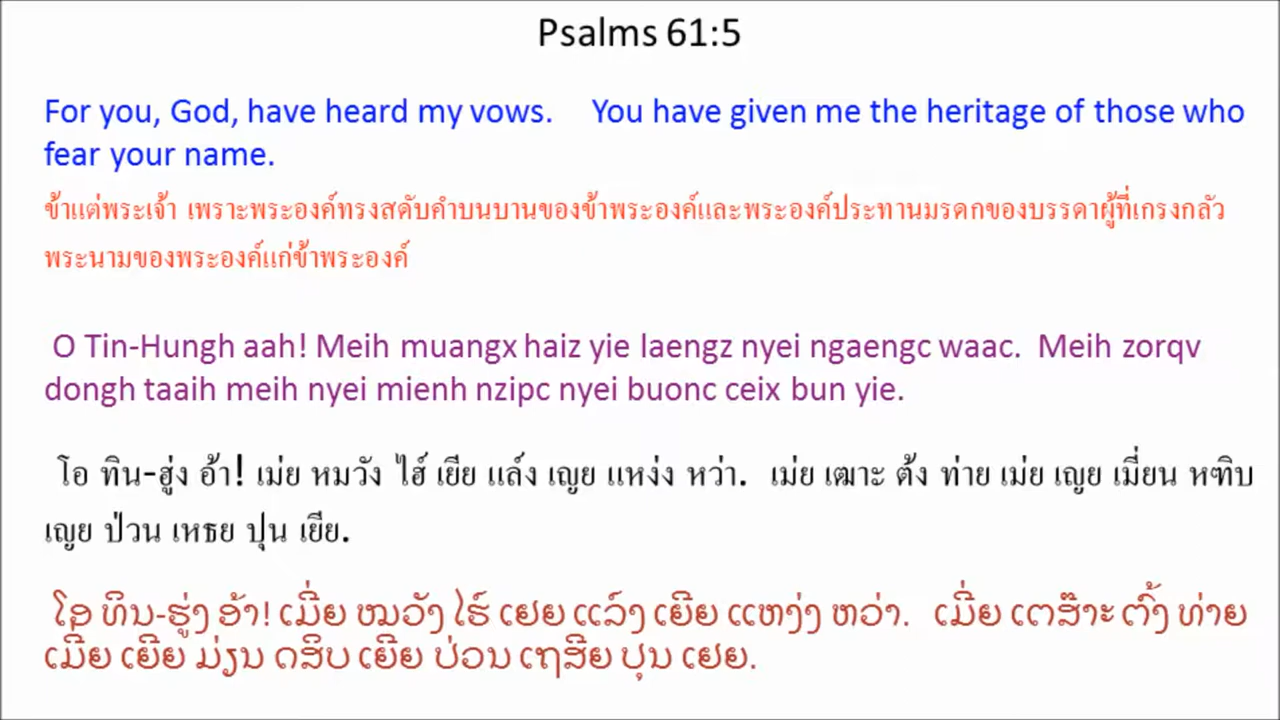 Psalms 61:5
For you, God, have heard my vows. You have given me the heritage of those who
fear your name.
ข้าแต่พระเจ้า เพราะพระองค์ทรงสดับคำบนบานของข้าพระองค์และพระองค์ประทานมรดกของบรรดาผู้ที่เกรงกลัว
พระนามของพระองค์แก่ข้าพระองค์
O Tin-Hungh aah! Meih muangx haiz yie laengz nyei ngaengc waac. Meih zorqv
dongh taaih meih nyei mienh nzipc nyei buonc ceix bun yie.
โอ ทิน-ฮู่ง อ้า! เม่ย หมวัง ไฮ์ เยีย แล์ง เญย แหง่ง หว่า. เม่ย เฒาะ ต้ง ท่าย เม่ย เญย เมี่ยน หฑิบ
เญย ป่วน เหธย ปุน เยีย.
ໂອ ທິນ-ຮູ່ງ ອ້າ! ເມີ່ຍ ໝວັງ ໄຮ໌ ເຢຍ ແລ໌ງ ເຍີຍ ແຫງ່ງ ຫວ່າ. ເມີ່ຍ ເຕສ໊າະ ຕົ້ງ ທ່າຍ
ເມີ່ຍ ເຍີຍ ມ່ຽນ ດສິບ ເຍີຍ ປ່ວນ ເຖສີຍ ປຸນ ເຢຍ.